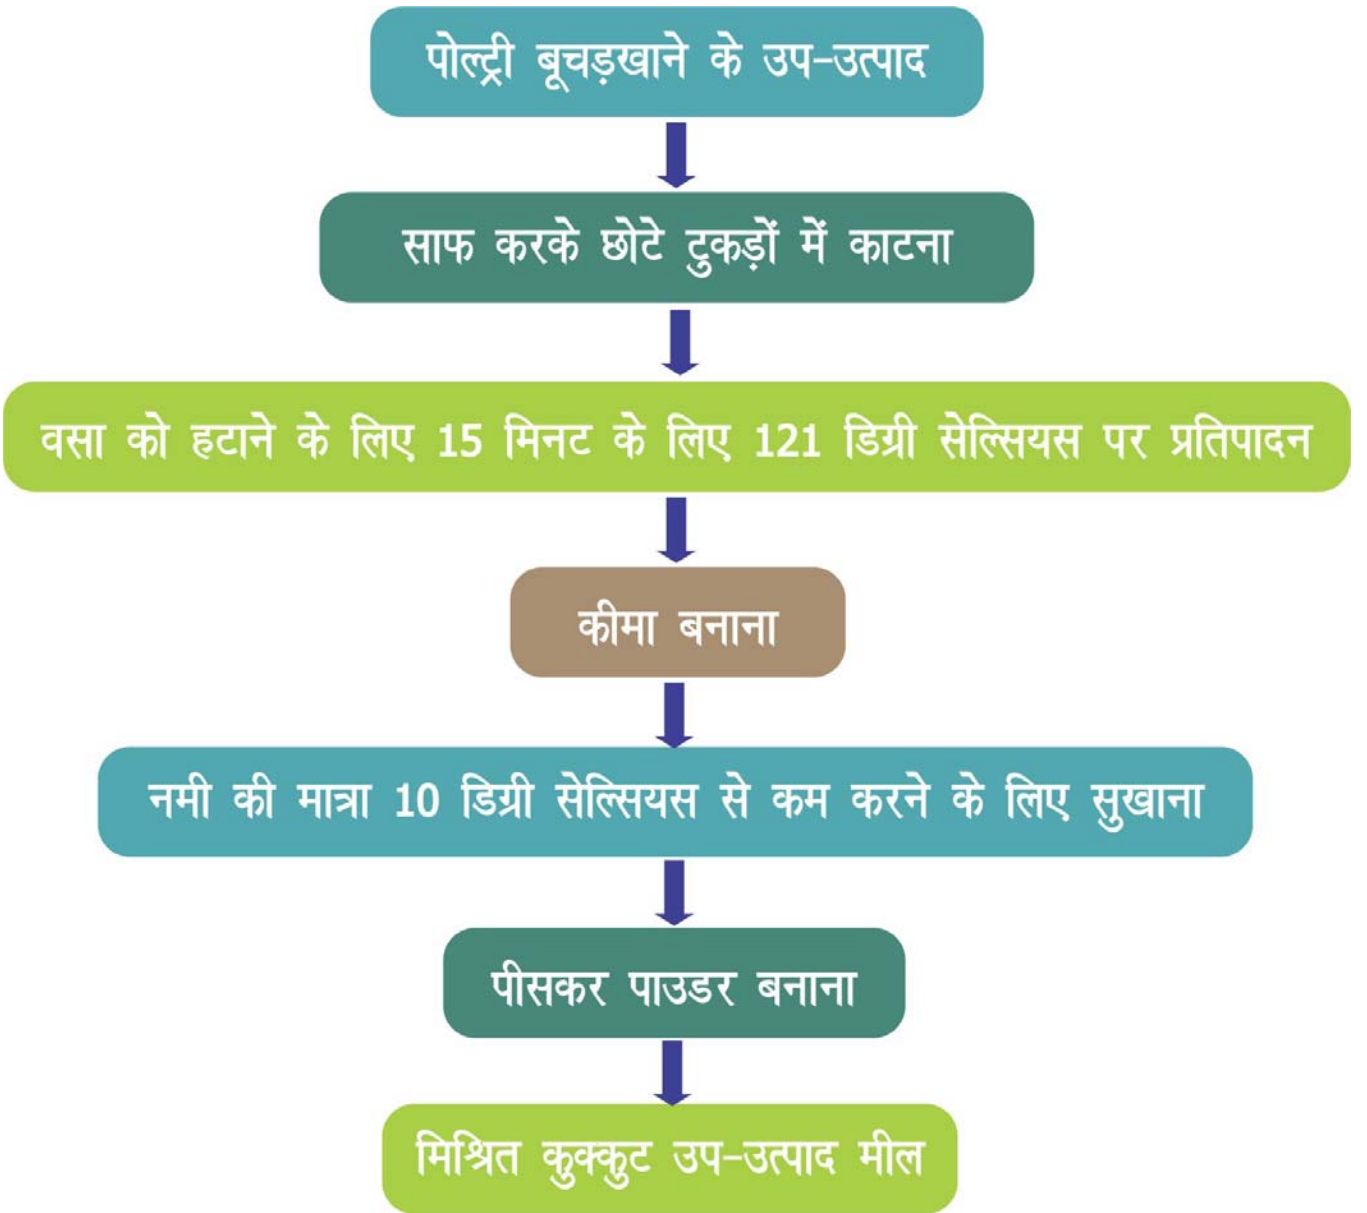 पोल्ट्री बूचड़खाने के उप-उत्पाद
साफ करके छोटे टुकड़ों में काटना
वसा को हटाने के लिए 15 मिनट के लिए 121 डिग्री सेल्सियस पर प्रतिपादन
कीमा बनाना
नमी की मात्रा 10 डिग्री सेल्सियस से कम करने के लिए सुखाना
पीसकर पाउडर बनाना
मिश्रित कुक्कुट उप-उत्पाद मील